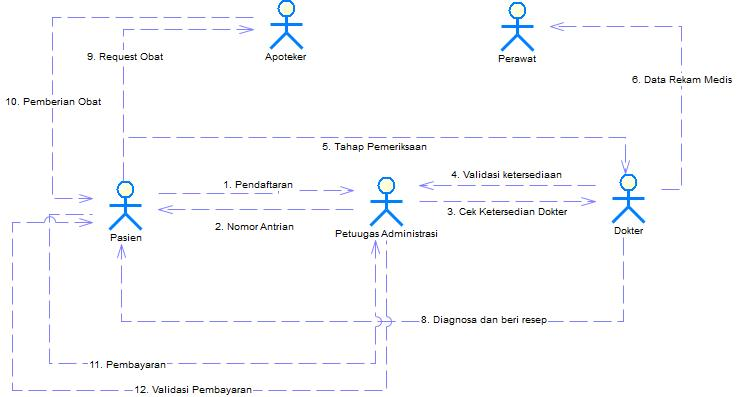 9. Request Obat
Apoteker
Perawat
6. Data Rekam Medis
10. Pemberian Obat
5. Tahap Pemeriksaan
4. Validasi ketersediaan
1. Pendaftaran
3. Cek Ketersedian Dokter
2. Nomor Antrian
Pasien
Petuugas Administrasi
Dokter
8. Diagnosa dan beri resep
11. Pembayaran
12. Validasi Pembayaran